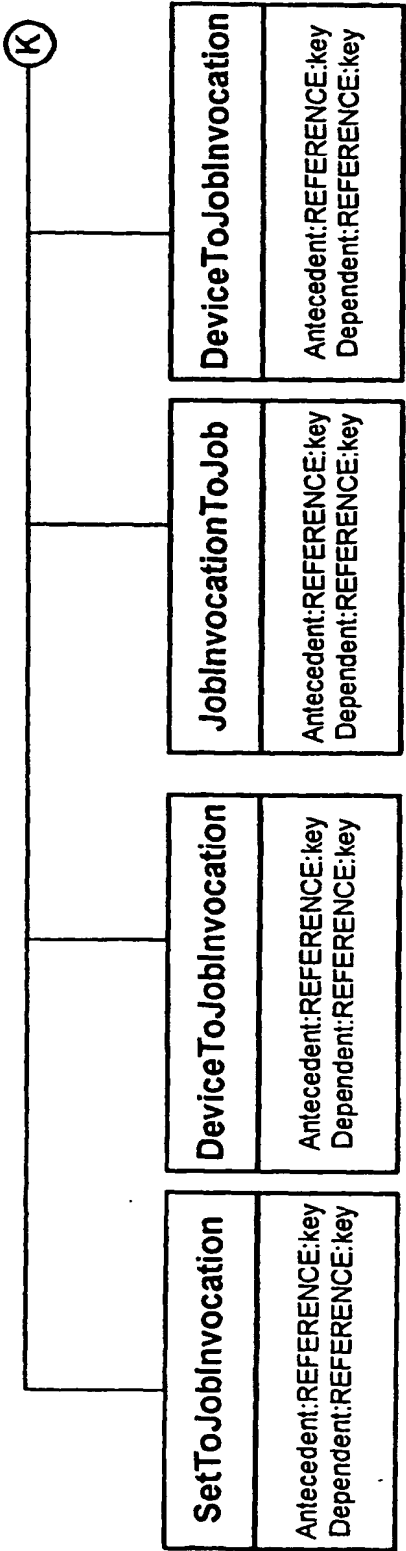 K
SetToJobInvocation
Antecedent:REFERENCE:key
Dependent:REFERENCE:key
DeviceToJobInvocation
Antecedent:REFERENCE:key
Dependent:REFERENCE:key
JobInvocationToJob
Antecedent:REFERENCE:key
Dependent:REFERENCE:key
DeviceToJobInvocation
Antecedent:REFERENCE:key
Dependent:REFERENCE:key